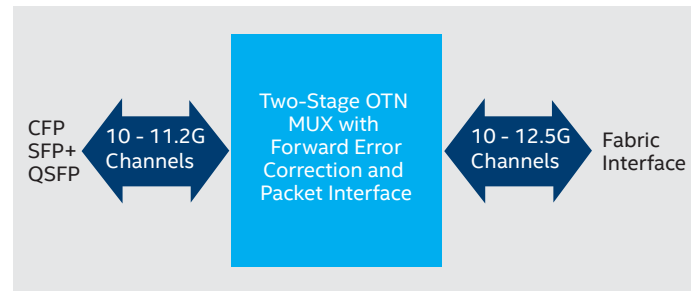 CFP
SFP+
QSFP
10 - 11.2G
Channels
Two-Stage OTN
MUX with
Forward Error
Correction and
Packet Interface
10 - 12.5G
Channels
Fabric
Interface